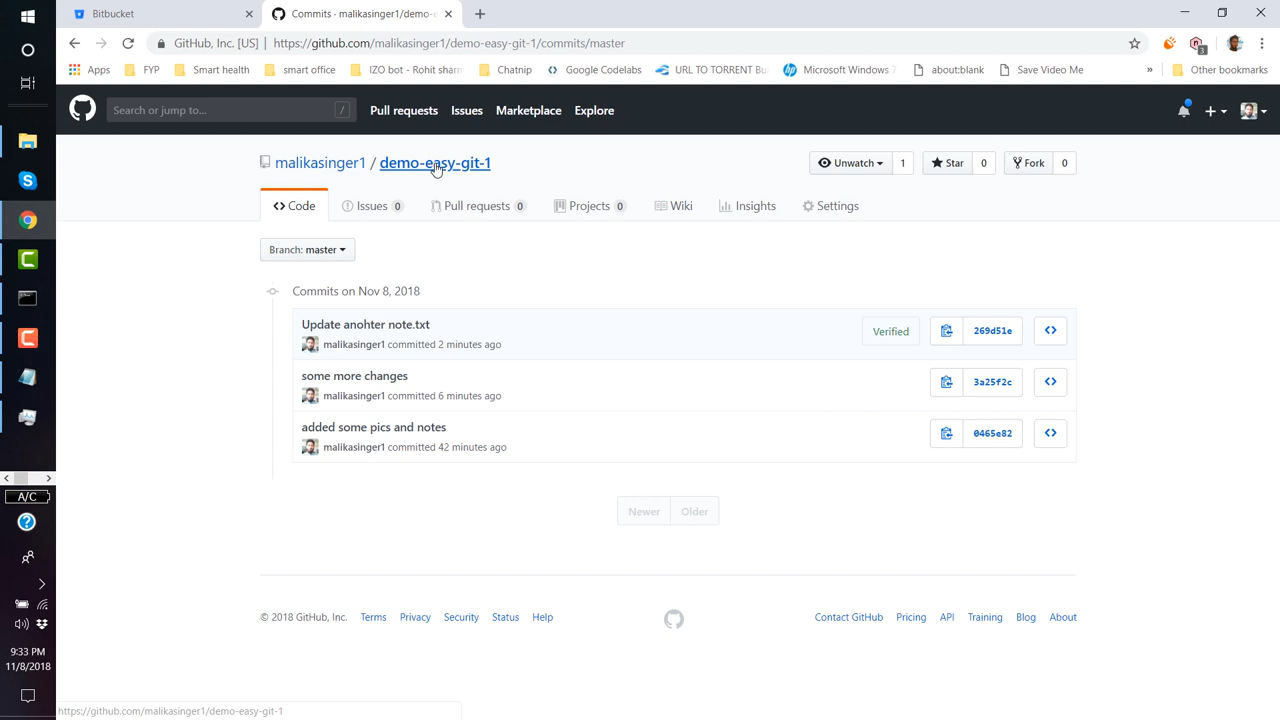 Bitbucket
Commits · malikasinger1/demo-e
GitHub, Inc. [US] | https://github.com/malikasinger1/demo-easy-git-1/commits/master
Apps FYP Smart health smart office IZO bot - Rohit sharm Chatnip Google Codelabs URL TO TORRENT Bu Microsoft Windows 7 about:blank Save Video Me » Other bookmarks
Search or jump to... / Pull requests Issues Marketplace Explore
malikasinger1 / demo-easy-git-1 Unwatch 1 Star 0 Fork 0
Code Issues 0 Pull requests 0 Projects 0 Wiki Insights Settings
Branch: master
Commits on Nov 8, 2018
Update anohter note.txt
malikasinger1 committed 2 minutes ago
Verified 269d51e
some more changes
malikasinger1 committed 6 minutes ago
3a25f2c
added some pics and notes
malikasinger1 committed 42 minutes ago
0465e82
Newer Older
© 2018 GitHub, Inc. Terms Privacy Security Status Help Contact GitHub Pricing API Training Blog About
A/C
9:33 PM
11/8/2018
https://github.com/malikasinger1/demo-easy-git-1